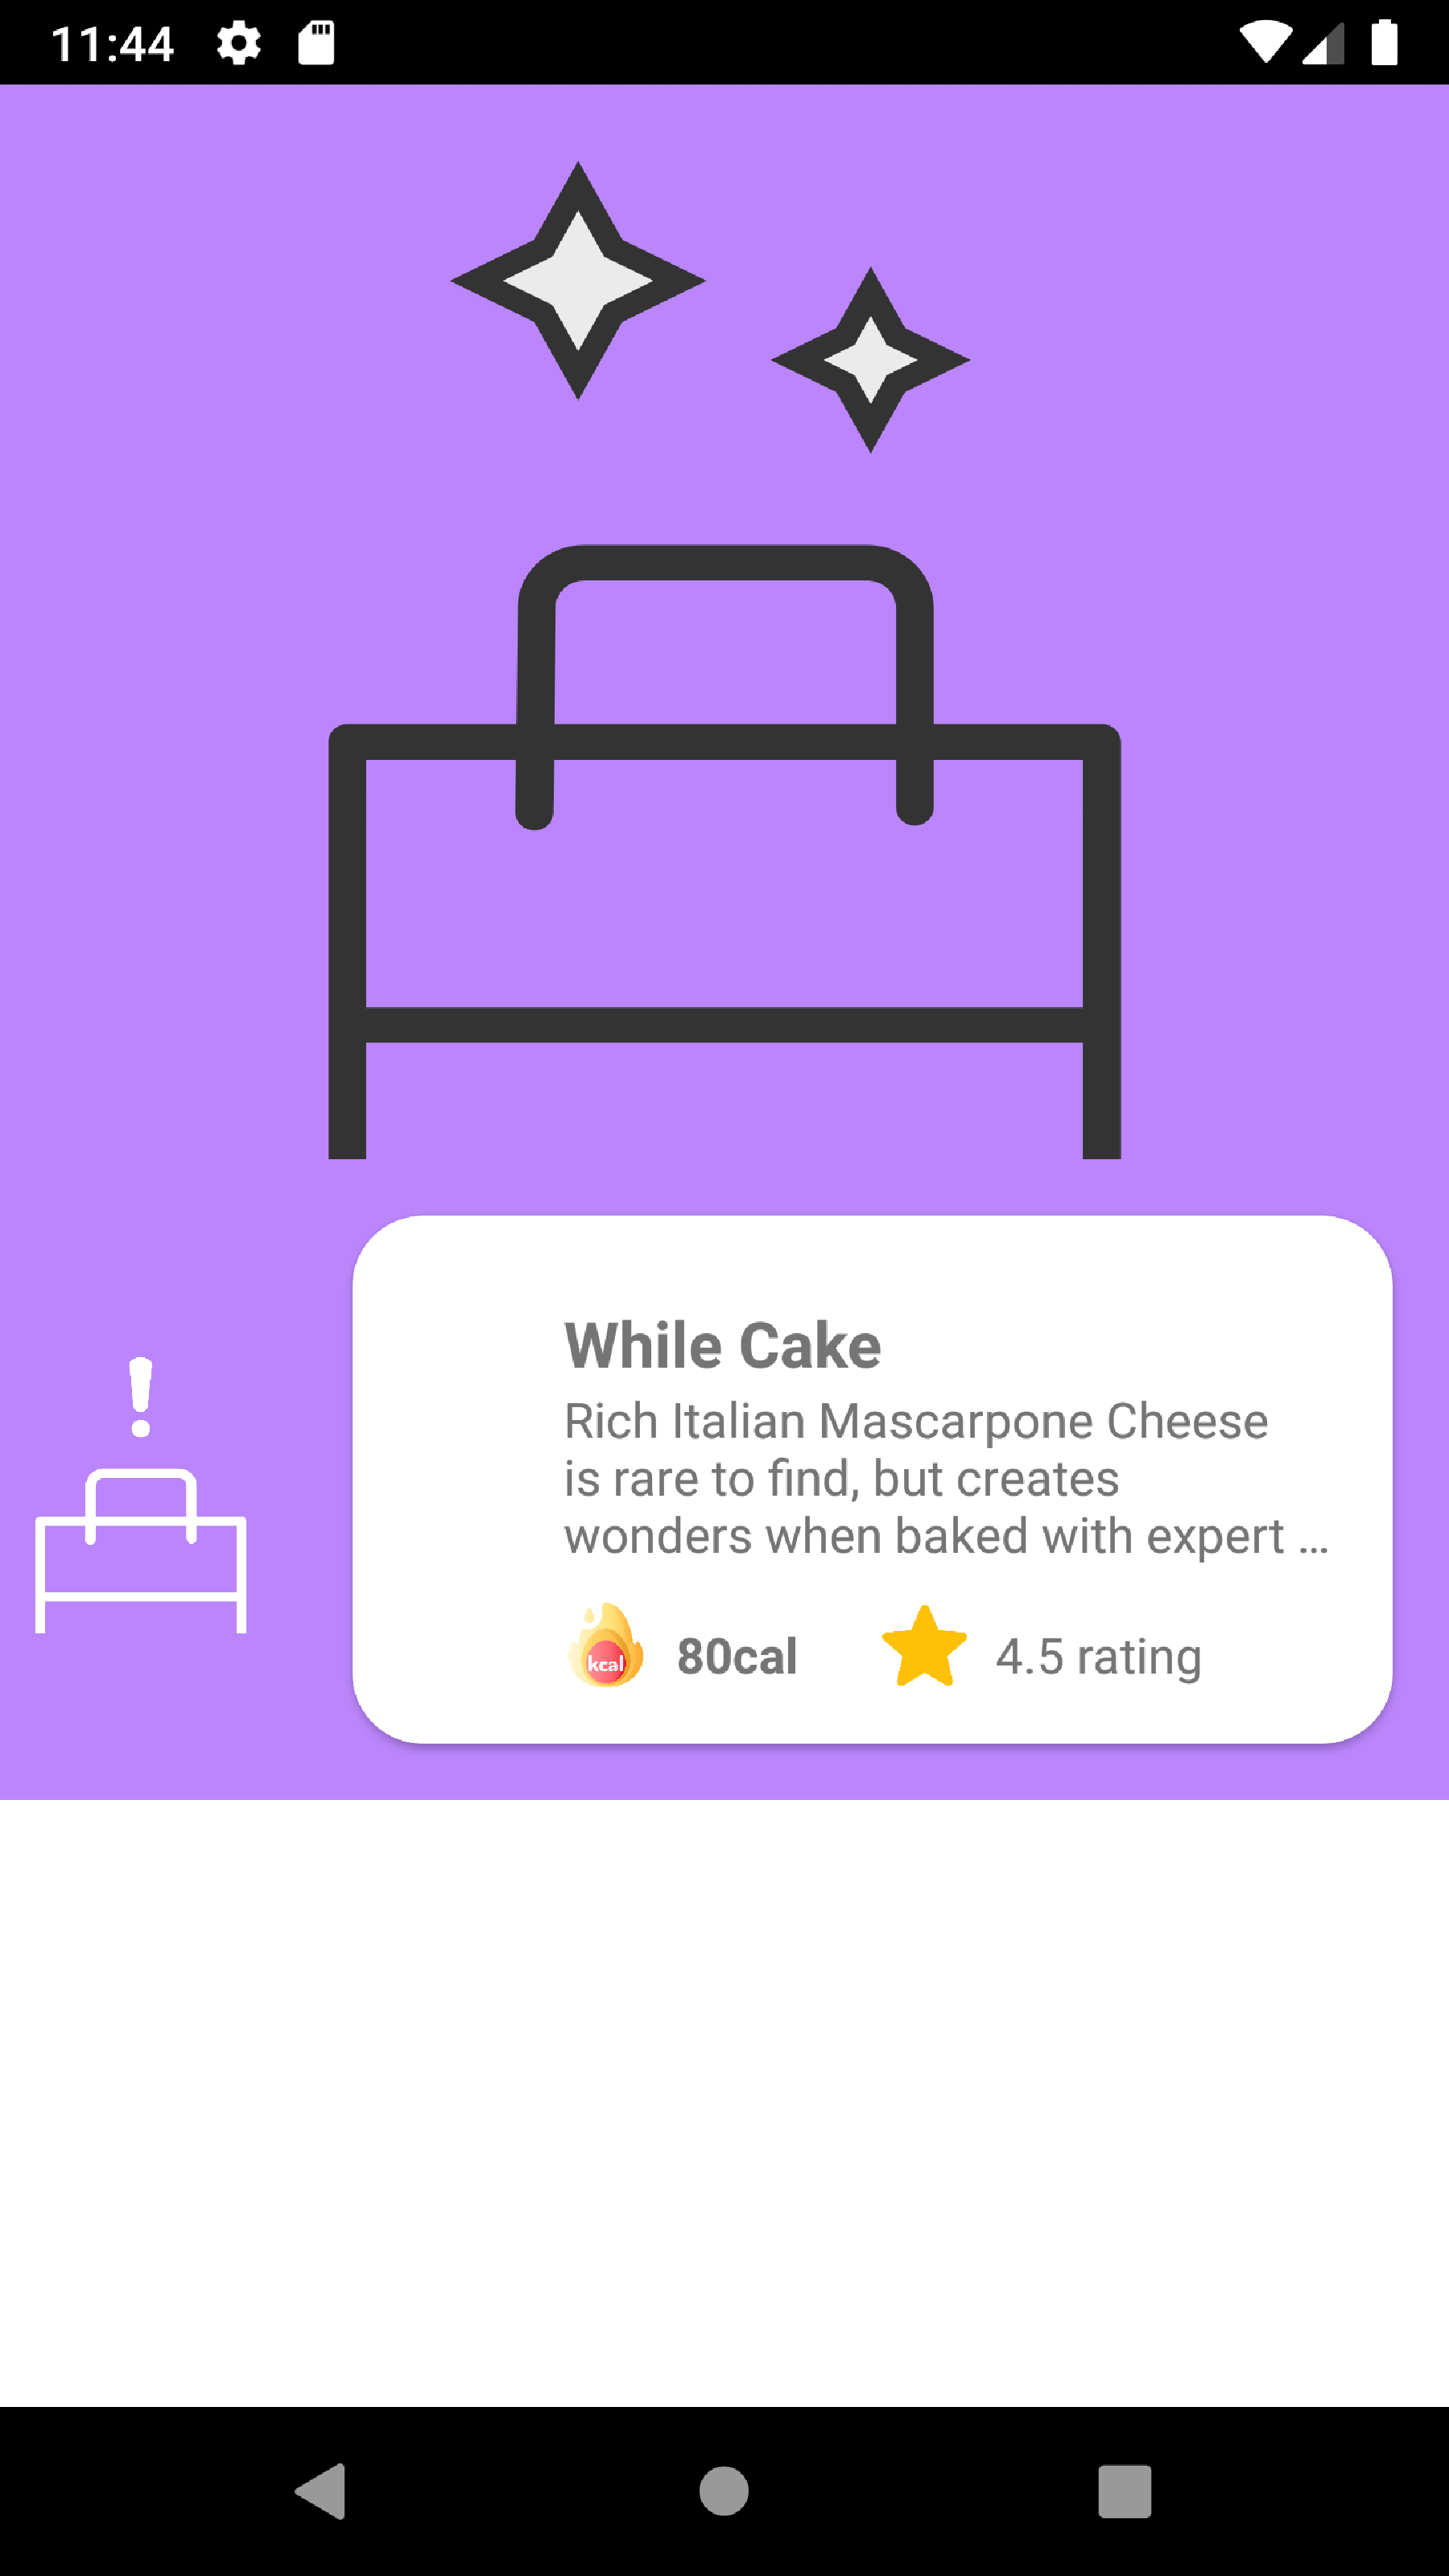 11:44
While Cake
Rich Italian Mascarpone Cheese
is rare to find, but creates
wonders when baked with expert ...
kcal
80cal
4.5 rating